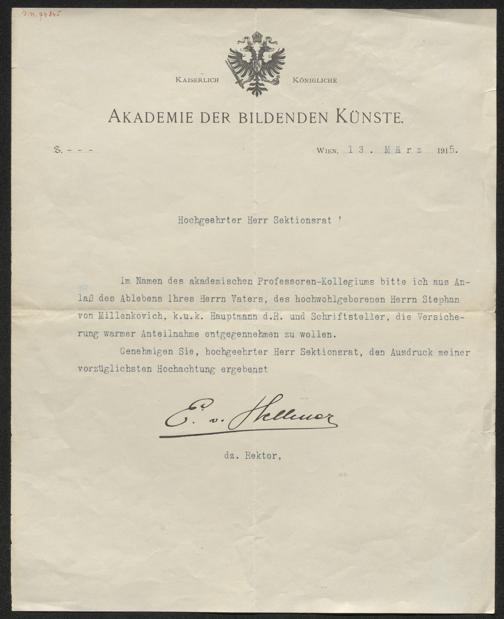 KAISERLICH KÖNIGLICHE
AKADEMIE DER BILDENDEN KÜNSTE.
Z. - - -
WIEN, 13. März 1915.
Hochgeehrter Herr Sektionsrat !
Im Namen des akademischen Professoren-Kollegiums bitte ich aus An-
laß des Ablebens Ihres Herrn Vaters, des hochwohlgeborenen Herrn Stephan
von Millenkovich, k.u.k. Hauptmann d.R. und Schriftsteller, die Versiche-
rung warmer Anteilnahme entgegennehmen zu wollen.
Genehmigen Sie, hochgeehrter Herr Sektionsrat, den Ausdruck meiner
vorzüglichsten Hochachtung ergebenst
E. v. Hellmer
dz. Rektor,